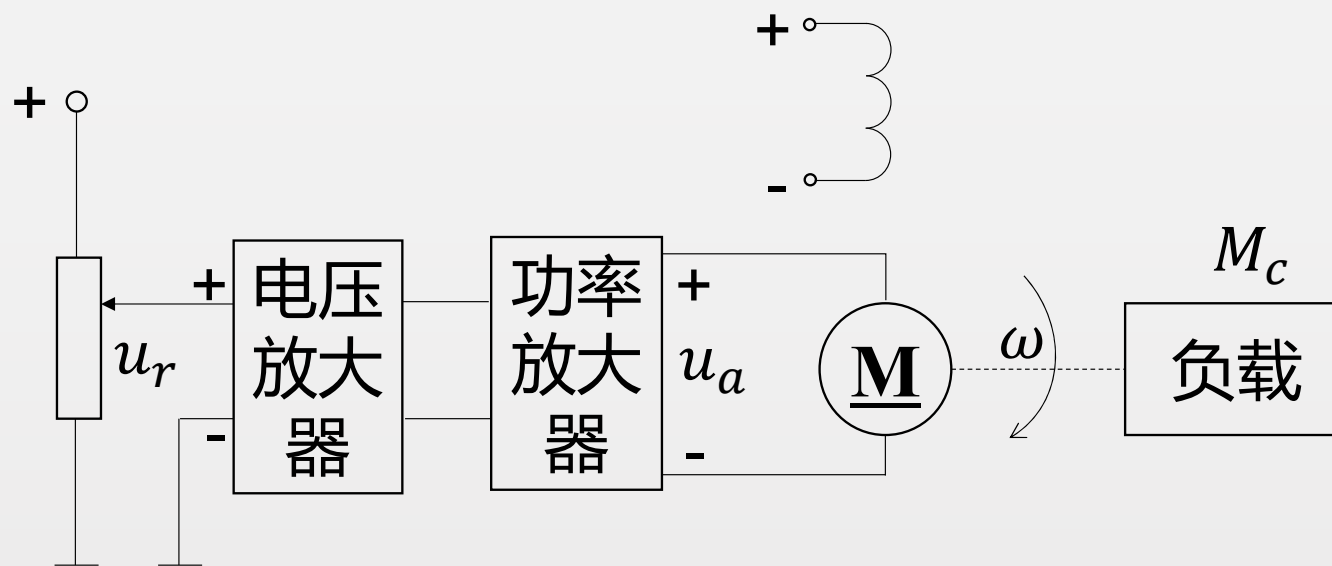 +
-
+
+
u_r
-
电压
放大
器
功率
放大
器
+
u_a
-
M
ω
M_c
负载